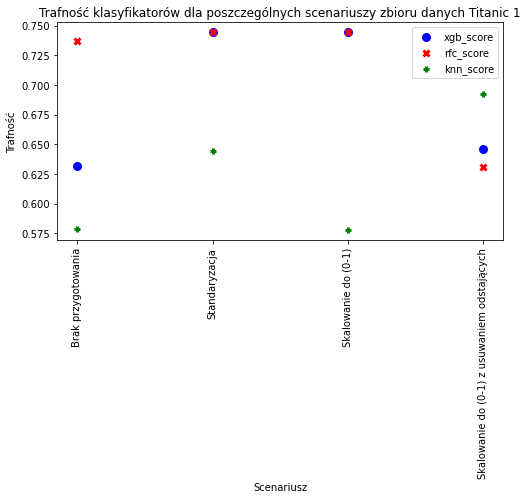 Trafność klasyfikatorów dla poszczególnych scenariuszy zbioru danych Titanic 1
xgb_score
rfc_score
knn_score
Trafność
0.750
0.725
0.700
0.675
0.650
0.625
0.600
0.575
Brak przygotowania
Standaryzacja
Skalowanie do (0-1)
Skalowanie do (0-1) z usuwaniem odstających
Scenariusz